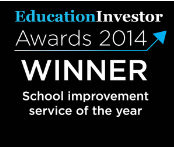 EducationInvestor
Awards 2014
WINNER
School improvement
service of the year